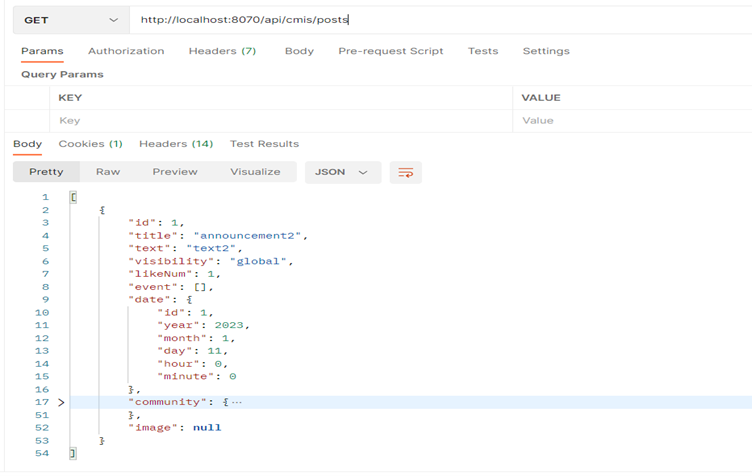 GET http://localhost:8070/api/cmis/posts
Params Authorization Headers (7) Body Pre-request Script Tests Settings
Query Params
KEY VALUE
Key Value
Body Cookies (1) Headers (14) Test Results
Pretty Raw Preview Visualize JSON
1 [
2 {
3 "id": 1,
4 "title": "announcement2",
5 "text": "text2",
6 "visibility": "global",
7 "likeNum": 1,
8 "event": [],
9 "date": {
10 "id": 1,
11 "year": 2023,
12 "month": 1,
13 "day": 11,
14 "hour": 0,
15 "minute": 0
16 },
17 > "community": {···
51 },
52 "image": null
53 }
54 ]